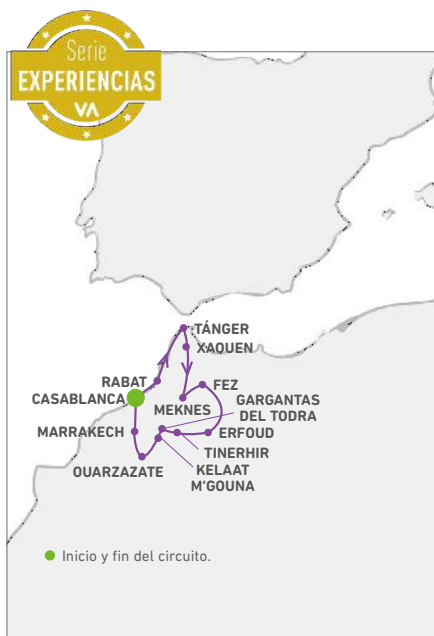 Serie
EXPERIENCIAS
VA
TÁNGER
XAOUEN
RABAT
CASABLANCA
FEZ
MEKNES
GARGANTAS
DEL TODRA
MARRAKECH
ERFOUD
TINERHIR
OUARZAZATE
KELAAT
M'GOUNA
Inicio y fin del circuito.